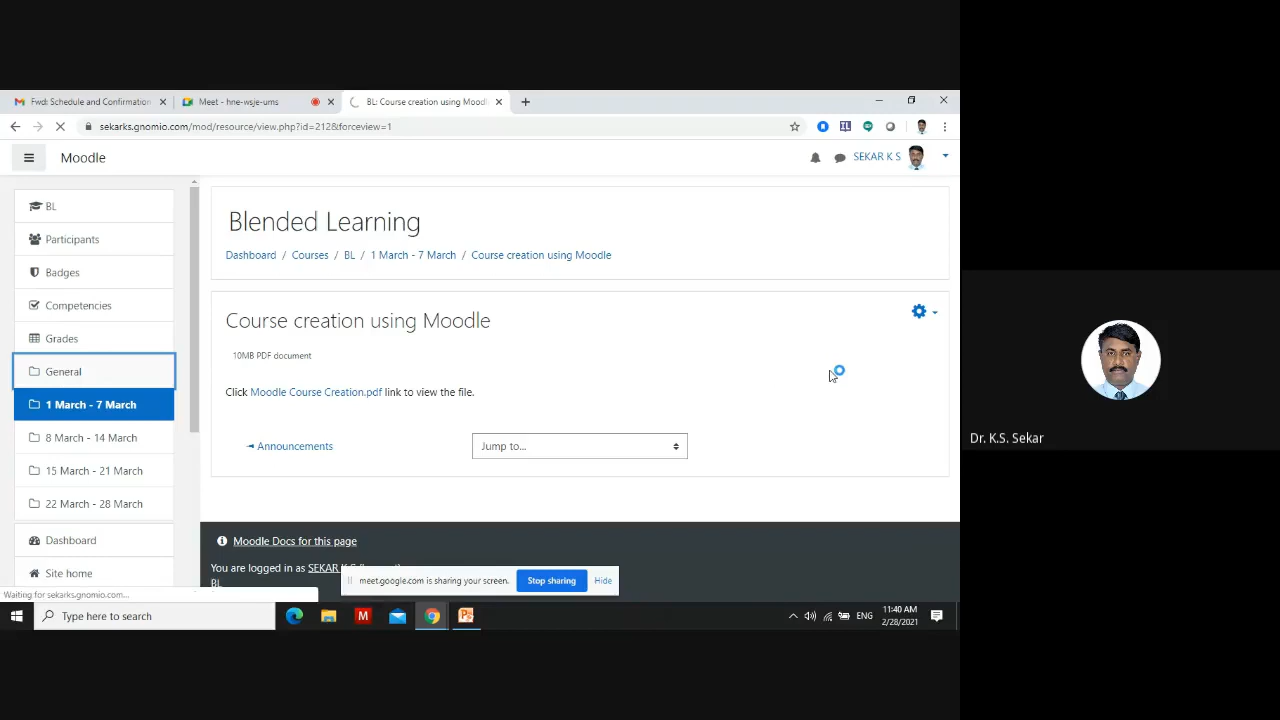 Fwd: Schedule and Confirmation
Meet - hne-wsje-ums
BL: Course creation using Moodl
sekarks.gnomio.com/mod/resource/view.php?id=212&forceview=1
Moodle
SEKAR K S
BL
Participants
Badges
Competencies
Grades
General
1 March - 7 March
8 March - 14 March
15 March - 21 March
22 March - 28 March
Dashboard
Site home
Blended Learning
Dashboard / Courses / BL / 1 March - 7 March / Course creation using Moodle
Course creation using Moodle
10MB PDF document
Click Moodle Course Creation.pdf link to view the file.
◄ Announcements
Jump to...
Moodle Docs for this page
You are logged in as SEKAR K S
BL
meet.google.com is sharing your screen.
Stop sharing
Hide
Waiting for sekarks.gnomio.com...
Type here to search
ENG
11:40 AM
2/28/2021
Dr. K.S. Sekar